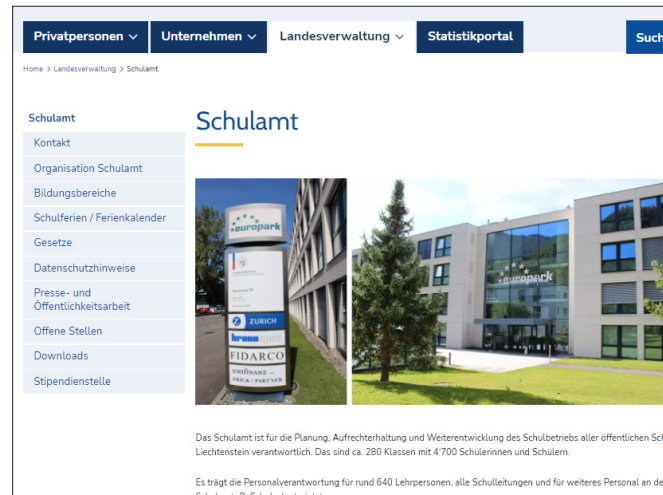 Privatpersonen
Unternehmen
Landesverwaltung
Statistikportal
Such
Home > Landesverwaltung > Schulamt
Schulamt
Kontakt
Organisation Schulamt
Bildungsbereiche
Schulferien / Ferienkalender
Gesetze
Datenschutzhinweise
Presse- und
Öffentlichkeitsarbeit
Offene Stellen
Downloads
Stipendienstelle
Schulamt
europark
ZURICH
FIDARCO
UNIFINANZ
FRICK & PARTNER
europark
Das Schulamt ist für die Planung, Aufrechterhaltung und Weiterentwicklung des Schulbetriebs aller öffentlichen Sch
Liechtenstein verantwortlich. Das sind ca. 280 Klassen mit 4'700 Schülerinnen und Schülern.
Es trägt die Personalverantwortung für rund 640 Lehrpersonen, alle Schulleitungen und für weiteres Personal an de